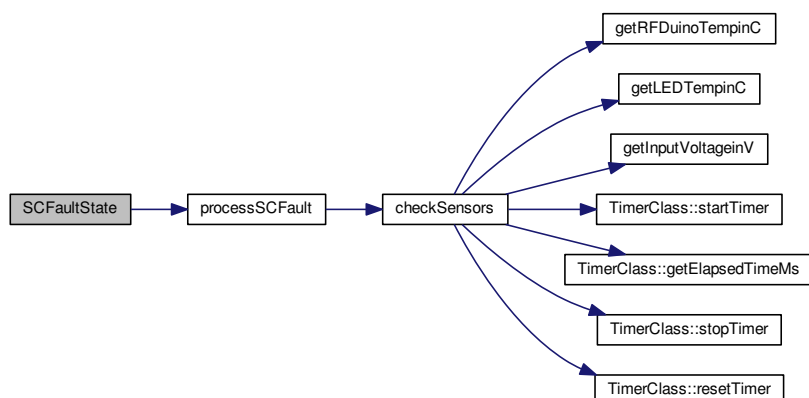 getRFDuinoTempinC
getLEDTempinC
getInputVoltageinV
SCFaultState
processSCFault
checkSensors
TimerClass::startTimer
TimerClass::getElapsedTimeMs
TimerClass::stopTimer
TimerClass::resetTimer